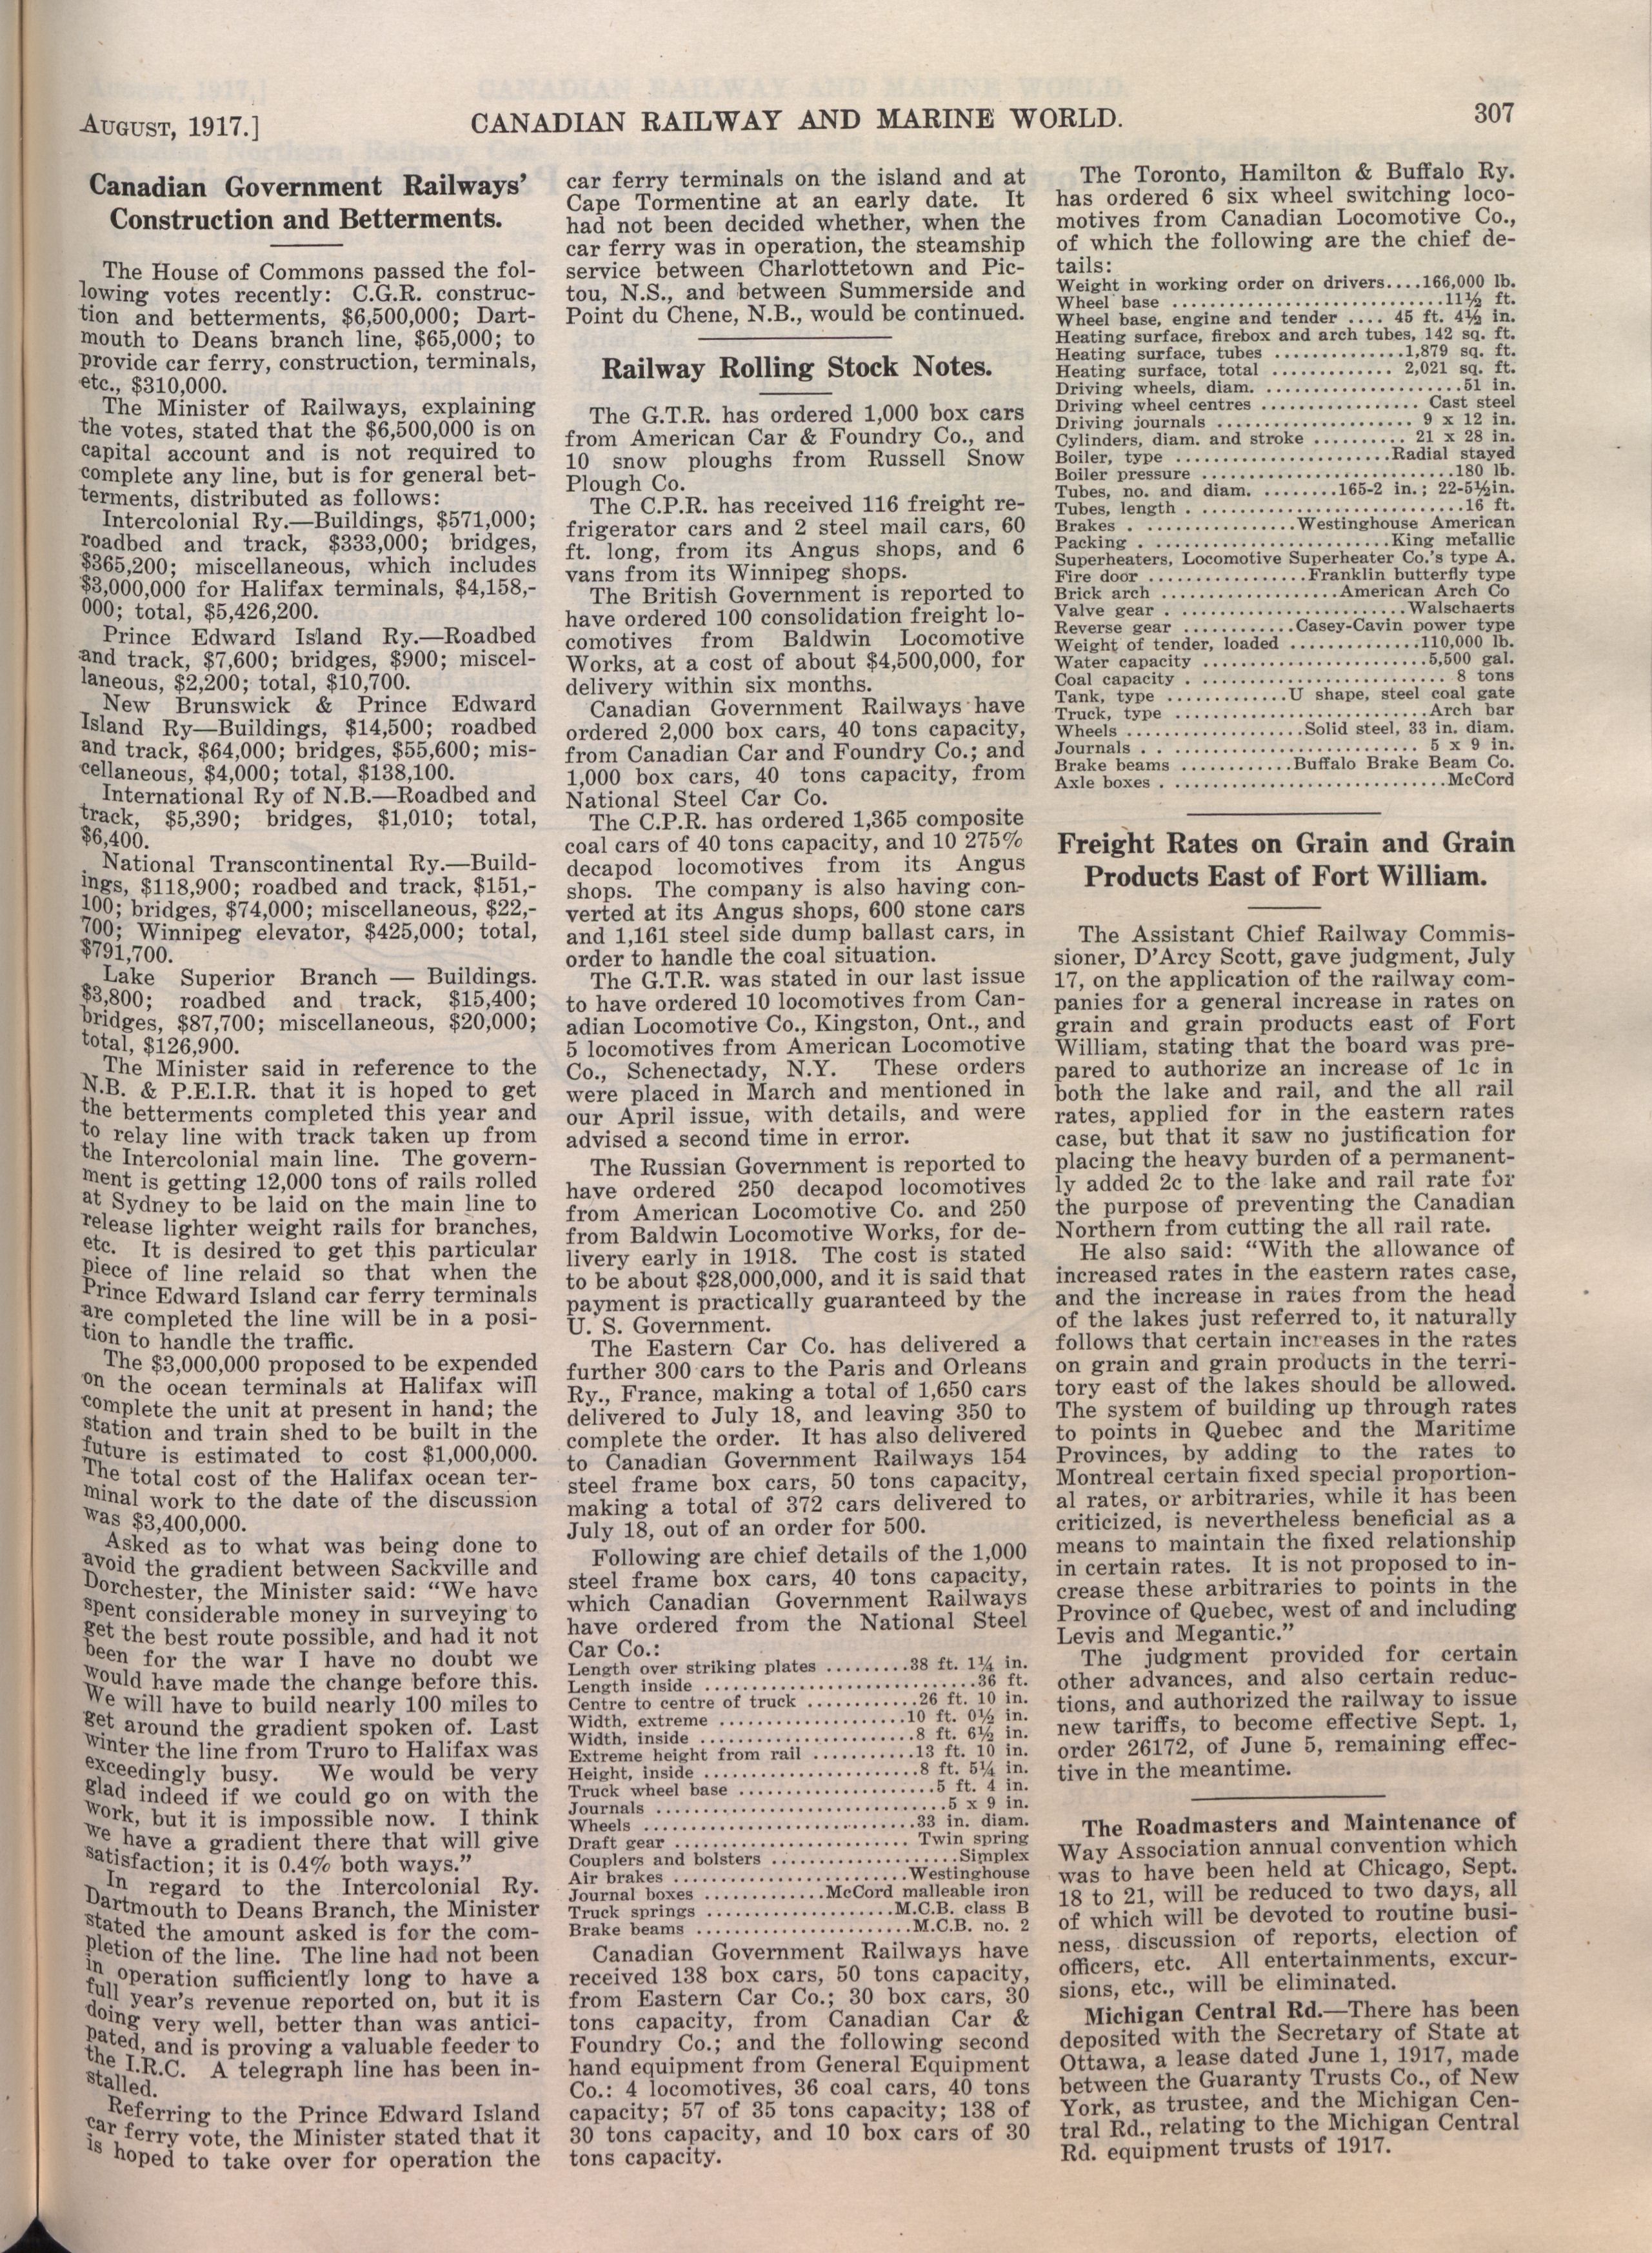 AUGUST, 1917.]
CANADIAN RAILWAY AND MARINE WORLD.
307
Canadian Government Railways'
Construction and Betterments.
The House of Commons passed the fol-
lowing votes recently: C.G.R. construc-
tion and betterments, $6,500,000; Dart-
mouth to Deans branch line, $65,000; to
provide car ferry, construction, terminals,
etc., $310,000.
The Minister of Railways, explaining
the votes, stated that the $6,500,000 is on
capital account and is not required to
complete any line, but is for general bet-
terments, distributed as follows:
Intercolonial Ry.—Buildings, $571,000;
roadbed and track, $333,000; bridges,
$365,200; miscellaneous, which includes
$3,000,000 for Halifax terminals, $4,158,-
000; total, $5,426,200.
Prince Edward Island Ry.—Roadbed
and track, $7,600; bridges, $900; miscel-
laneous, $2,200; total, $10,700.
New Brunswick & Prince Edward
Island Ry—Buildings, $14,500; roadbed
and track, $64,000; bridges, $55,600; mis-
cellaneous, $4,000; total, $138,100.
International Ry of N.B.—Roadbed and
track, $5,390; bridges, $1,010; total,
$6,400.
National Transcontinental Ry.—Build-
ings, $118,900; roadbed and track, $151,-
100; bridges, $74,000; miscellaneous, $22,-
700; Winnipeg elevator, $425,000; total,
$791,700.
Lake Superior Branch — Buildings.
$3,800; roadbed and track, $15,400;
bridges, $87,700; miscellaneous, $20,000;
total, $126,900.
The Minister said in reference to the
N.B. & P.E.I.R. that it is hoped to get
the betterments completed this year and
to relay line with track taken up from
the Intercolonial main line. The govern-
ment is getting 12,000 tons of rails rolled
at Sydney to be laid on the main line to
release lighter weight rails for branches,
etc. It is desired to get this particular
piece of line relaid so that when the
Prince Edward Island car ferry terminals
are completed the line will be in a posi-
tion to handle the traffic.
The $3,000,000 proposed to be expended
on the ocean terminals at Halifax will
complete the unit at present in hand; the
station and train shed to be built in the
future is estimated to cost $1,000,000.
The total cost of the Halifax ocean ter-
minal work to the date of the discussion
was $3,400,000.
Asked as to what was being done to
avoid the gradient between Sackville and
Dorchester, the Minister said: “We have
spent considerable money in surveying to
get the best route possible, and had it not
been for the war I have no doubt we
would have made the change before this.
We will have to build nearly 100 miles to
get around the gradient spoken of. Last
winter the line from Truro to Halifax was
exceedingly busy. We would be very
glad indeed if we could go on with the
work, but it is impossible now. I think
we have a gradient there that will give
satisfaction; it is 0.4% both ways.”
In regard to the Intercolonial Ry.
Dartmouth to Deans Branch, the Minister
stated the amount asked is for the com-
pletion of the line. The line had not been
in operation sufficiently long to have a
full year's revenue reported on, but it is
doing very well, better than was antici-
pated, and is proving a valuable feeder to
the I.R.C. A telegraph line has been in-
stalled.
Referring to the Prince Edward Island
car ferry vote, the Minister stated that it
is hoped to take over for operation the
car ferry terminals on the island and at
Cape Tormentine at an early date. It
had not been decided whether, when the
car ferry was in operation, the steamship
service between Charlottetown and Pic-
tou, N.S., and between Summerside and
Point du Chene, N.B., would be continued.
Railway Rolling Stock Notes.
The G.T.R. has ordered 1,000 box cars
from American Car & Foundry Co., and
10 snow ploughs from Russell Snow
Plough Co.
The C.P.R. has received 116 freight re-
frigerator cars and 2 steel mail cars, 60
ft. long, from its Angus shops, and 6
vans from its Winnipeg shops.
The British Government is reported to
have ordered 100 consolidation freight lo-
comotives from Baldwin Locomotive
Works, at a cost of about $4,500,000, for
delivery within six months.
Canadian Government Railways have
ordered 2,000 box cars, 40 tons capacity,
from Canadian Car and Foundry Co.; and
1,000 box cars, 40 tons capacity, from
National Steel Car Co.
The C.P.R. has ordered 1,365 composite
coal cars of 40 tons capacity, and 10 275%
decapod locomotives from its Angus
shops. The company is also having con-
verted at its Angus shops, 600 stone cars
and 1,161 steel side dump ballast cars, in
order to handle the coal situation.
The G.T.R. was stated in our last issue
to have ordered 10 locomotives from Can-
adian Locomotive Co., Kingston, Ont., and
5 locomotives from American Locomotive
Co., Schenectady, N.Y. These orders
were placed in March and mentioned in
our April issue, with details, and were
advised a second time in error.
The Russian Government is reported to
have ordered 250 decapod locomotives
from American Locomotive Co. and 250
from Baldwin Locomotive Works, for de-
livery early in 1918. The cost is stated
to be about $28,000,000, and it is said that
payment is practically guaranteed by the
U. S. Government.
The Eastern Car Co. has delivered a
further 300 cars to the Paris and Orleans
Ry., France, making a total of 1,650 cars
delivered to July 18, and leaving 350 to
complete the order. It has also delivered
to Canadian Government Railways 154
steel frame box cars, 50 tons capacity,
making a total of 372 cars delivered to
July 18, out of an order for 500.
Following are chief details of the 1,000
steel frame box cars, 40 tons capacity,
which Canadian Government Railways
have ordered from the National Steel
Car Co.:
Length over striking plates .........38 ft. 1¼ in.
Length inside ............................36 ft.
Centre to centre of truck ............26 ft. 10 in.
Width, extreme ....................10 ft. 0½ in.
Width, inside .......................8 ft. 6½ in.
Extreme height from rail ...........13 ft. 10 in.
Height, inside .......................8 ft. 5¼ in.
Truck wheel base .....................5 ft. 4 in.
Journals ................................5 x 9 in.
Wheels .............................33 in. diam.
Draft gear ......................... Twin spring
Couplers and bolsters ....................Simplex
Air brakes .........................Westinghouse
Journal boxes .............McCord malleable iron
Truck springs ....................M.C.B. class B
Brake beams .......................M.C.B. no. 2
Canadian Government Railways have
received 138 box cars, 50 tons capacity,
from Eastern Car Co.; 30 box cars, 30
tons capacity, from Canadian Car &
Foundry Co.; and the following second
hand equipment from General Equipment
Co.: 4 locomotives, 36 coal cars, 40 tons
capacity; 57 of 35 tons capacity; 138 of
30 tons capacity, and 10 box cars of 30
tons capacity.
The Toronto, Hamilton & Buffalo Ry.
has ordered 6 six wheel switching loco-
motives from Canadian Locomotive Co.,
of which the following are the chief de-
tails:
Weight in working order on drivers....166,000 lb.
Wheel base .............................11½ ft.
Wheel base, engine and tender .... 45 ft. 4½ in.
Heating surface, firebox and arch tubes, 142 sq. ft.
Heating surface, tubes ..............1,879 sq. ft.
Heating surface, total ............. 2,021 sq. ft.
Driving wheels, diam. .....................51 in.
Driving wheel centres ................. Cast steel
Driving journals ..................... 9 x 12 in.
Cylinders, diam. and stroke .......... 21 x 28 in.
Boiler, type .......................Radial stayed
Boiler pressure ...........................180 lb.
Tubes, no. and diam. ........165-2 in.; 22-5½in.
Tubes, length . .............................16 ft.
Brakes . ................Westinghouse American
Packing . ..........................King metallic
Superheaters, Locomotive Superheater Co.'s type A.
Fire door .................Franklin butterfly type
Brick arch ...................American Arch Co
Valve gear . .........................Walschaerts
Reverse gear ............Casey-Cavin power type
Weight of tender, loaded ..............110,000 lb.
Water capacity ........................5,500 gal.
Coal capacity . ............................ 8 tons
Tank, type .............U shape, steel coal gate
Truck, type ...........................Arch bar
Wheels ...................Solid steel, 33 in. diam.
Journals . . .......................... 5 x 9 in.
Brake beams ............Buffalo Brake Beam Co.
Axle boxes . ..............................McCord
Freight Rates on Grain and Grain
Products East of Fort William.
The Assistant Chief Railway Commis-
sioner, D'Arcy Scott, gave judgment, July
17, on the application of the railway com-
panies for a general increase in rates on
grain and grain products east of Fort
William, stating that the board was pre-
pared to authorize an increase of 1c in
both the lake and rail, and the all rail
rates, applied for in the eastern rates
case, but that it saw no justification for
placing the heavy burden of a permanent-
ly added 2c to the lake and rail rate for
the purpose of preventing the Canadian
Northern from cutting the all rail rate.
He also said: “With the allowance of
increased rates in the eastern rates case,
and the increase in rates from the head
of the lakes just referred to, it naturally
follows that certain increases in the rates
on grain and grain products in the terri-
tory east of the lakes should be allowed.
The system of building up through rates
to points in Quebec and the Maritime
Provinces, by adding to the rates to
Montreal certain fixed special proportion-
al rates, or arbitraries, while it has been
criticized, is nevertheless beneficial as a
means to maintain the fixed relationship
in certain rates. It is not proposed to in-
crease these arbitraries to points in the
Province of Quebec, west of and including
Levis and Megantic.”
The judgment provided for certain
other advances, and also certain reduc-
tions, and authorized the railway to issue
new tariffs, to become effective Sept. 1,
order 26172, of June 5, remaining effec-
tive in the meantime.
The Roadmasters and Maintenance of
Way Association annual convention which
was to have been held at Chicago, Sept.
18 to 21, will be reduced to two days, all
of which will be devoted to routine busi-
ness, discussion of reports, election of
officers, etc. All entertainments, excur-
sions, etc., will be eliminated.
Michigan Central Rd.—There has been
deposited with the Secretary of State at
Ottawa, a lease dated June 1, 1917, made
between the Guaranty Trusts Co., of New
York, as trustee, and the Michigan Cen-
tral Rd., relating to the Michigan Central
Rd. equipment trusts of 1917.